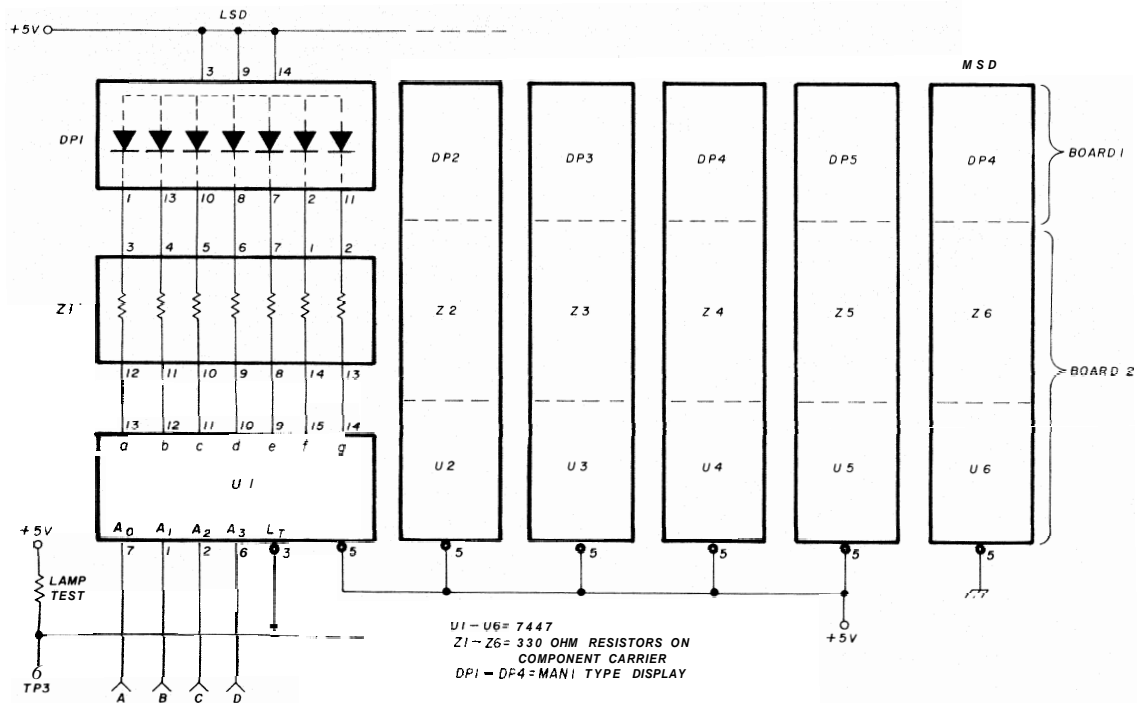 LSD
+5V
3 9 14
MSD
DP1
DP2 DP3 DP4 DP5 DP4
BOARD 1
1 13 10 8 7 2 11
3 4 5 6 7 1 2
Z1
Z2 Z3 Z4 Z5 Z6
12 11 10 9 8 14 13
BOARD 2
13 12 11 10 9 15 14
a b c d e f g
U1
U2 U3 U4 U5 U6
A0 A1 A2 A3 LT
7 1 2 6 3 5 5 5 5 5 5
+5V
LAMP
TEST
+5V
U1-U6= 7447
Z1-Z6= 330 OHM RESISTORS ON
COMPONENT CARRIER
DP1-DP4=MAN1 TYPE DISPLAY
TP3
A B C D